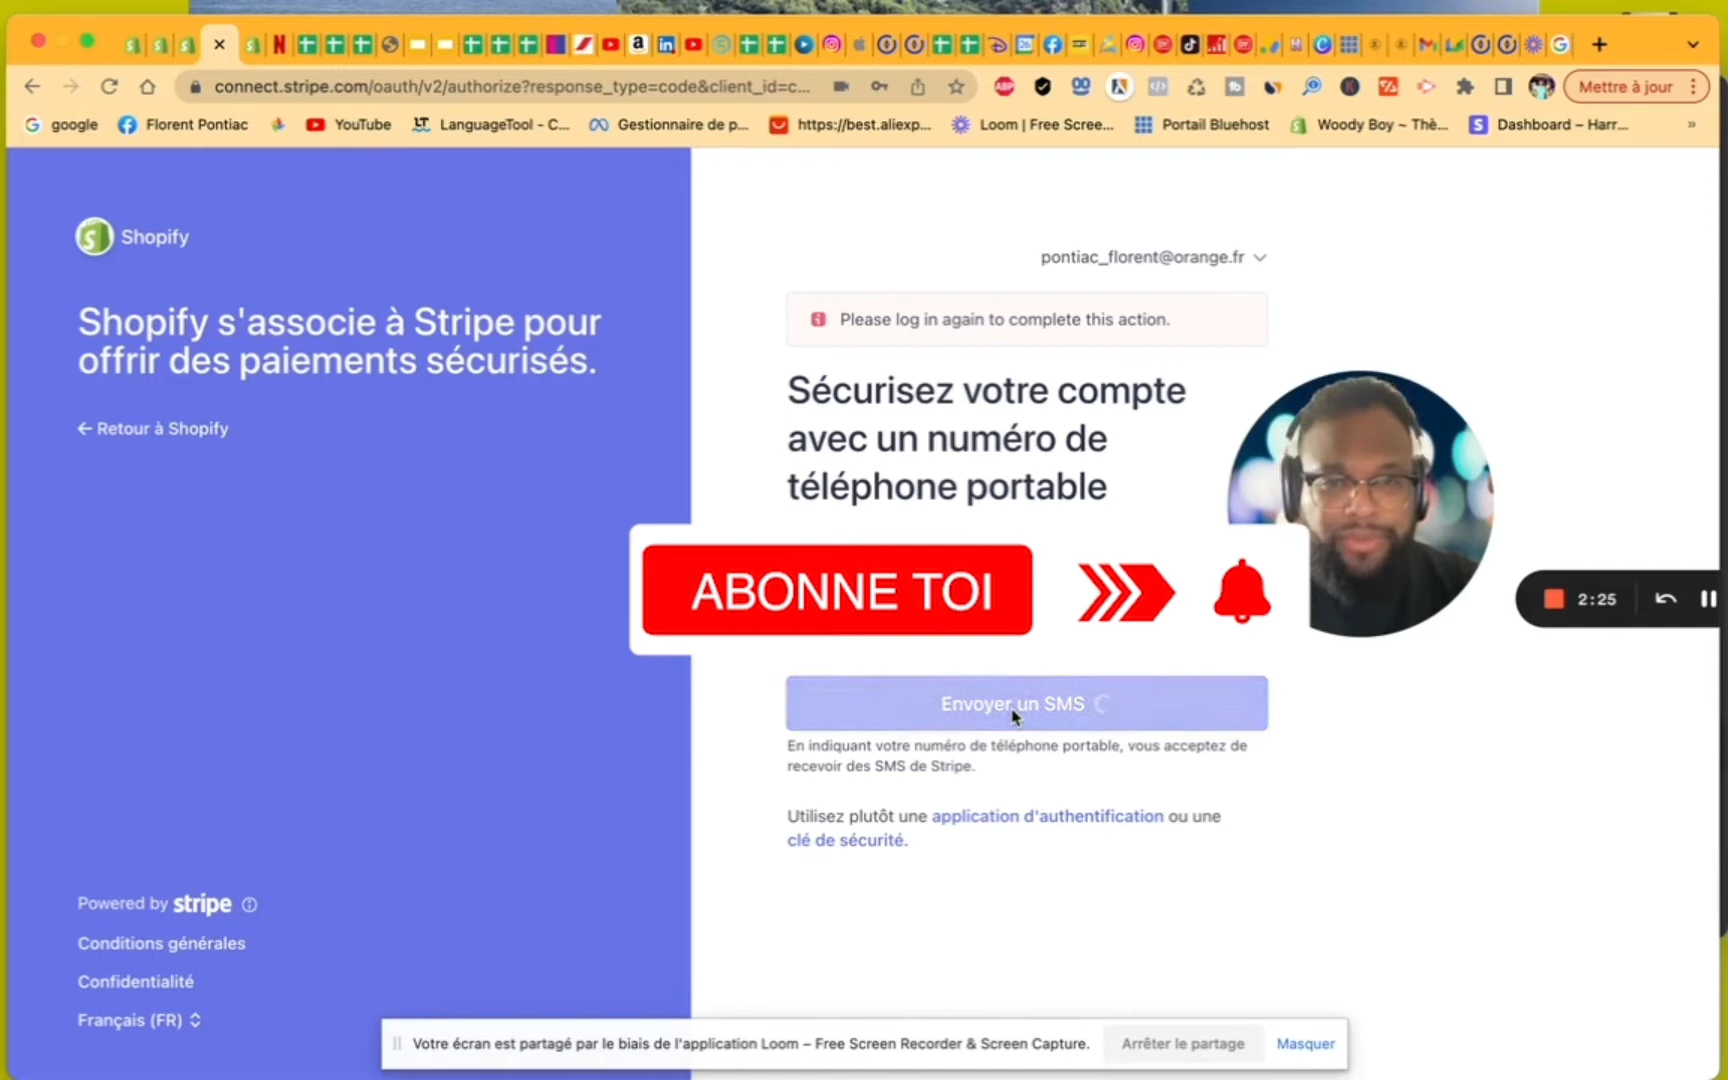 connect.stripe.com/oauth/v2/authorize?response_type=code&client_id=c...
Mettre à jour
google
Florent Pontiac
YouTube
LanguageTool - C...
Gestionnaire de p...
https://best.aliexp...
Loom | Free Scree...
Portail Bluehost
Woody Boy ~ Thè...
Dashboard – Harr...
»
Shopify
Shopify s'associe à Stripe pour
offrir des paiements sécurisés.
← Retour à Shopify
Powered by stripe
Conditions générales
Confidentialité
Français (FR)
pontiac_florent@orange.fr
Please log in again to complete this action.
Sécurisez votre compte
avec un numéro de
téléphone portable
ABONNE TOI
2:25
Envoyer un SMS
En indiquant votre numéro de téléphone portable, vous acceptez de
recevoir des SMS de Stripe.
Utilisez plutôt une application d'authentification ou une
clé de sécurité.
Votre écran est partagé par le biais de l'application Loom – Free Screen Recorder & Screen Capture.
Arrêter le partage
Masquer